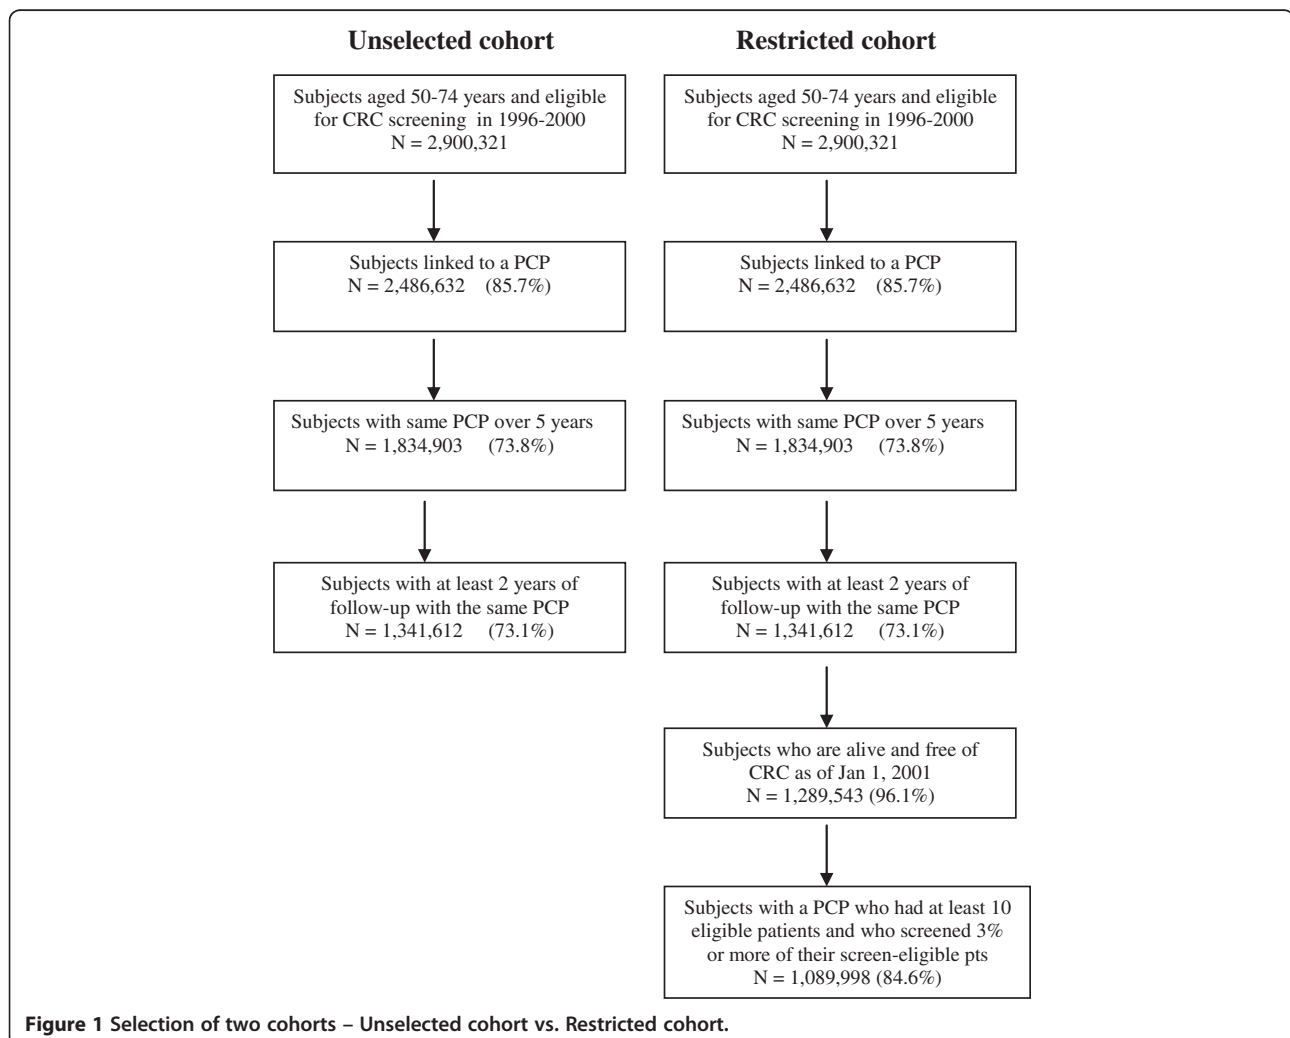 Unselected cohort
Subjects aged 50-74 years and eligible
for CRC screening in 1996-2000
N = 2,900,321
Subjects linked to a PCP
N = 2,486,632 (85.7%)
Subjects with same PCP over 5 years
N = 1,834,903 (73.8%)
Subjects with at least 2 years of
follow-up with the same PCP
N = 1,341,612 (73.1%)
Restricted cohort
Subjects aged 50-74 years and eligible
for CRC screening in 1996-2000
N = 2,900,321
Subjects linked to a PCP
N = 2,486,632 (85.7%)
Subjects with same PCP over 5 years
N = 1,834,903 (73.8%)
Subjects with at least 2 years of
follow-up with the same PCP
N = 1,341,612 (73.1%)
Subjects who are alive and free of
CRC as of Jan 1, 2001
N = 1,289,543 (96.1%)
Subjects with a PCP who had at least 10
eligible patients and who screened 3%
or more of their screen-eligible pts
N = 1,089,998 (84.6%)
Figure 1 Selection of two cohorts – Unselected cohort vs. Restricted cohort.